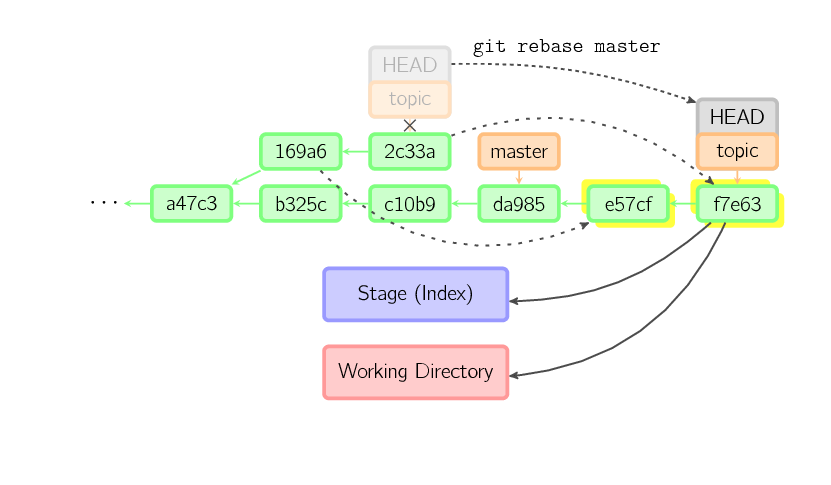 git rebase master
HEAD
topic
HEAD
topic
169a6
2c33a
master
···
a47c3
b325c
c10b9
da985
e57cf
f7e63
Stage (Index)
Working Directory